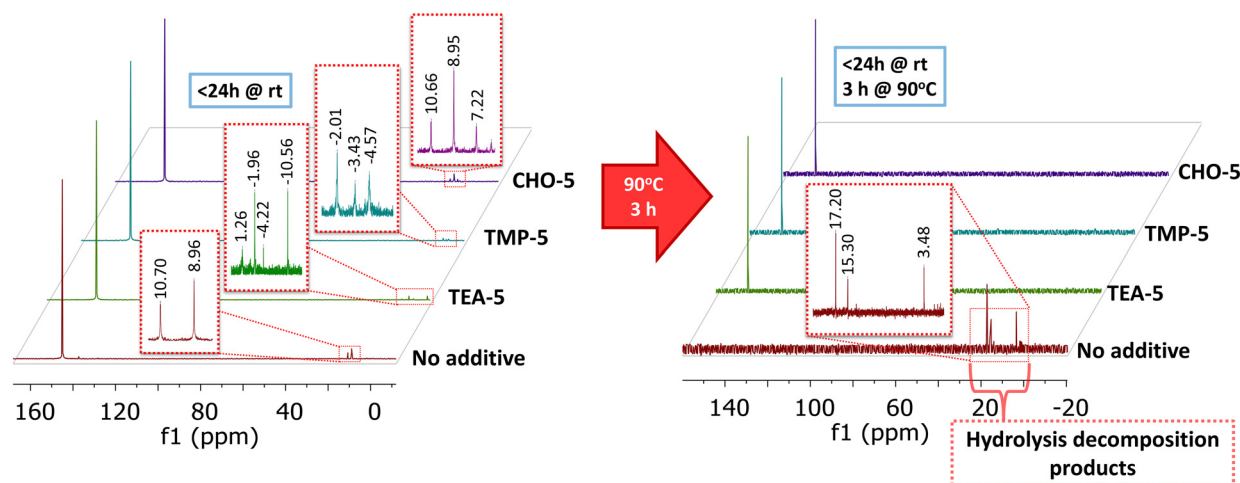 <24h @ rt
10.66
8.95
7.22
-2.01
-3.43
-4.57
1.26
-1.96
-4.22
-10.56
10.70
8.96
CHO-5
TMP-5
TEA-5
No additive
160 120 80 40 0
f1 (ppm)
90°C
3 h
<24h @ rt
3 h @ 90°C
17.20
15.30
3.48
CHO-5
TMP-5
TEA-5
No additive
140 100 60 20 -20
f1 (ppm)
Hydrolysis decomposition
products